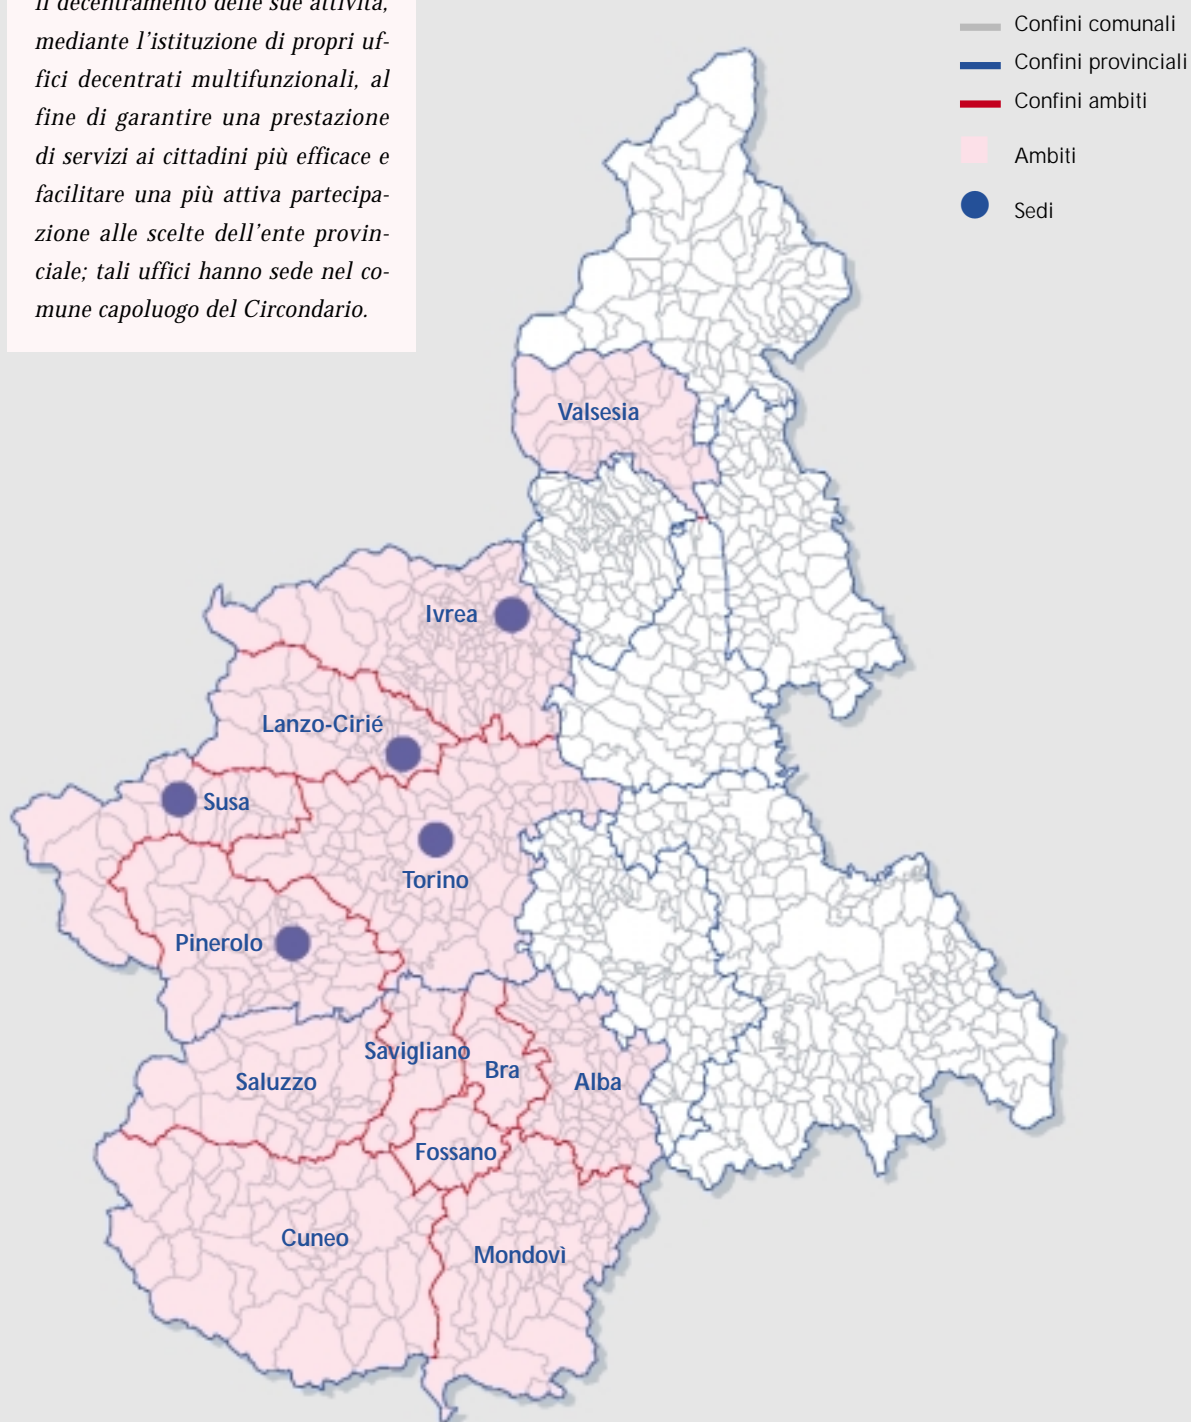 il decentramento delle sue attività,
mediante l'istituzione di propri uf-
fici decentrati multifunzionali, al
fine di garantire una prestazione
di servizi ai cittadini più efficace e
facilitare una più attiva partecipa-
zione alle scelte dell'ente provin-
ciale; tali uffici hanno sede nel co-
mune capoluogo del Circondario.
Confini comunali
Confini provinciali
Confini ambiti
Ambiti
Sedi
Valsesia
Ivrea
Lanzo-Cirié
Susa
Torino
Pinerolo
Savigliano
Bra
Saluzzo
Alba
Fossano
Cuneo
Mondovì